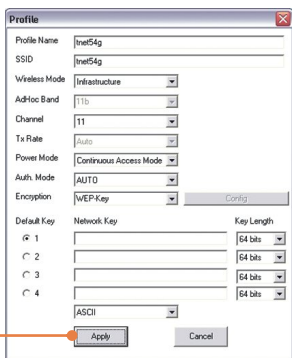 Profile
Profile Name tnet54g
SSID tnet54g
Wireless Mode Infrastructure
AdHoc Band 11b
Channel 11
Tx Rate Auto
Power Mode Continuous Access Mode
Auth. Mode AUTO
Encryption WEP-Key Config
Default Key Network Key Key Length
1 64 bits
2 64 bits
3 64 bits
4 64 bits
ASCII
Apply Cancel